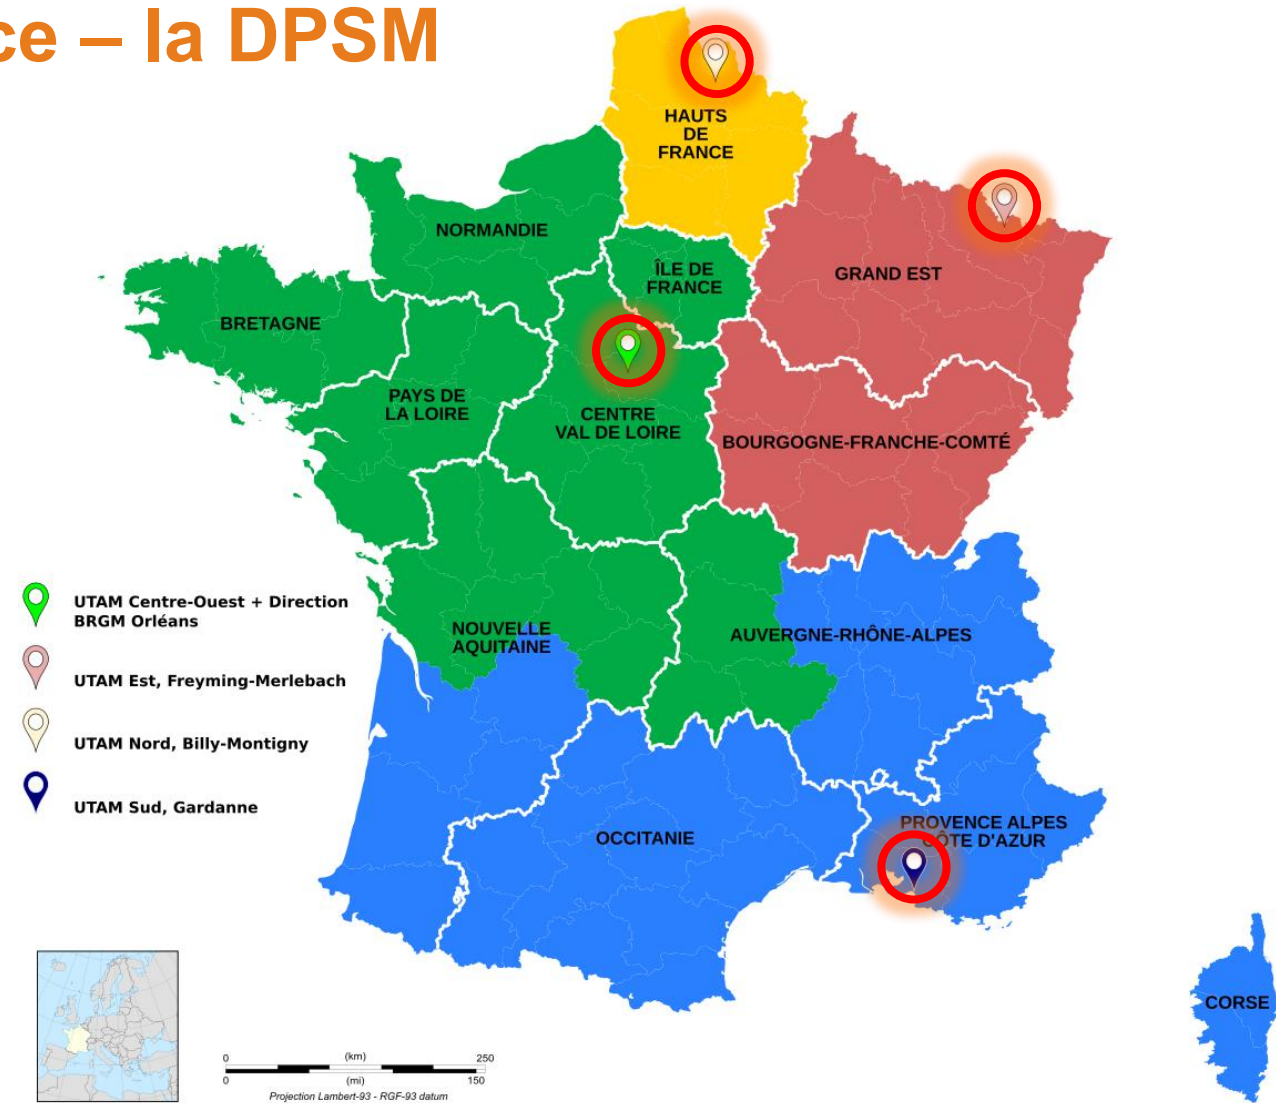 ce – la DPSM
HAUTS
DE
FRANCE
NORMANDIE
ÎLE DE
FRANCE
GRAND EST
BRETAGNE
PAYS DE
LA LOIRE
CENTRE
VAL DE LOIRE
BOURGOGNE-FRANCHE-COMTÉ
UTAM Centre-Ouest + Direction
BRGM Orléans
UTAM Est, Freyming-Merlebach
UTAM Nord, Billy-Montigny
UTAM Sud, Gardanne
NOUVELLE
AQUITAINE
AUVERGNE-RHÔNE-ALPES
OCCITANIE
PROVENCE ALPES
CÔTE D'AZUR
CORSE
0 (km) 250
0 (mi) 150
Projection Lambert-93 - RGF-93 datum